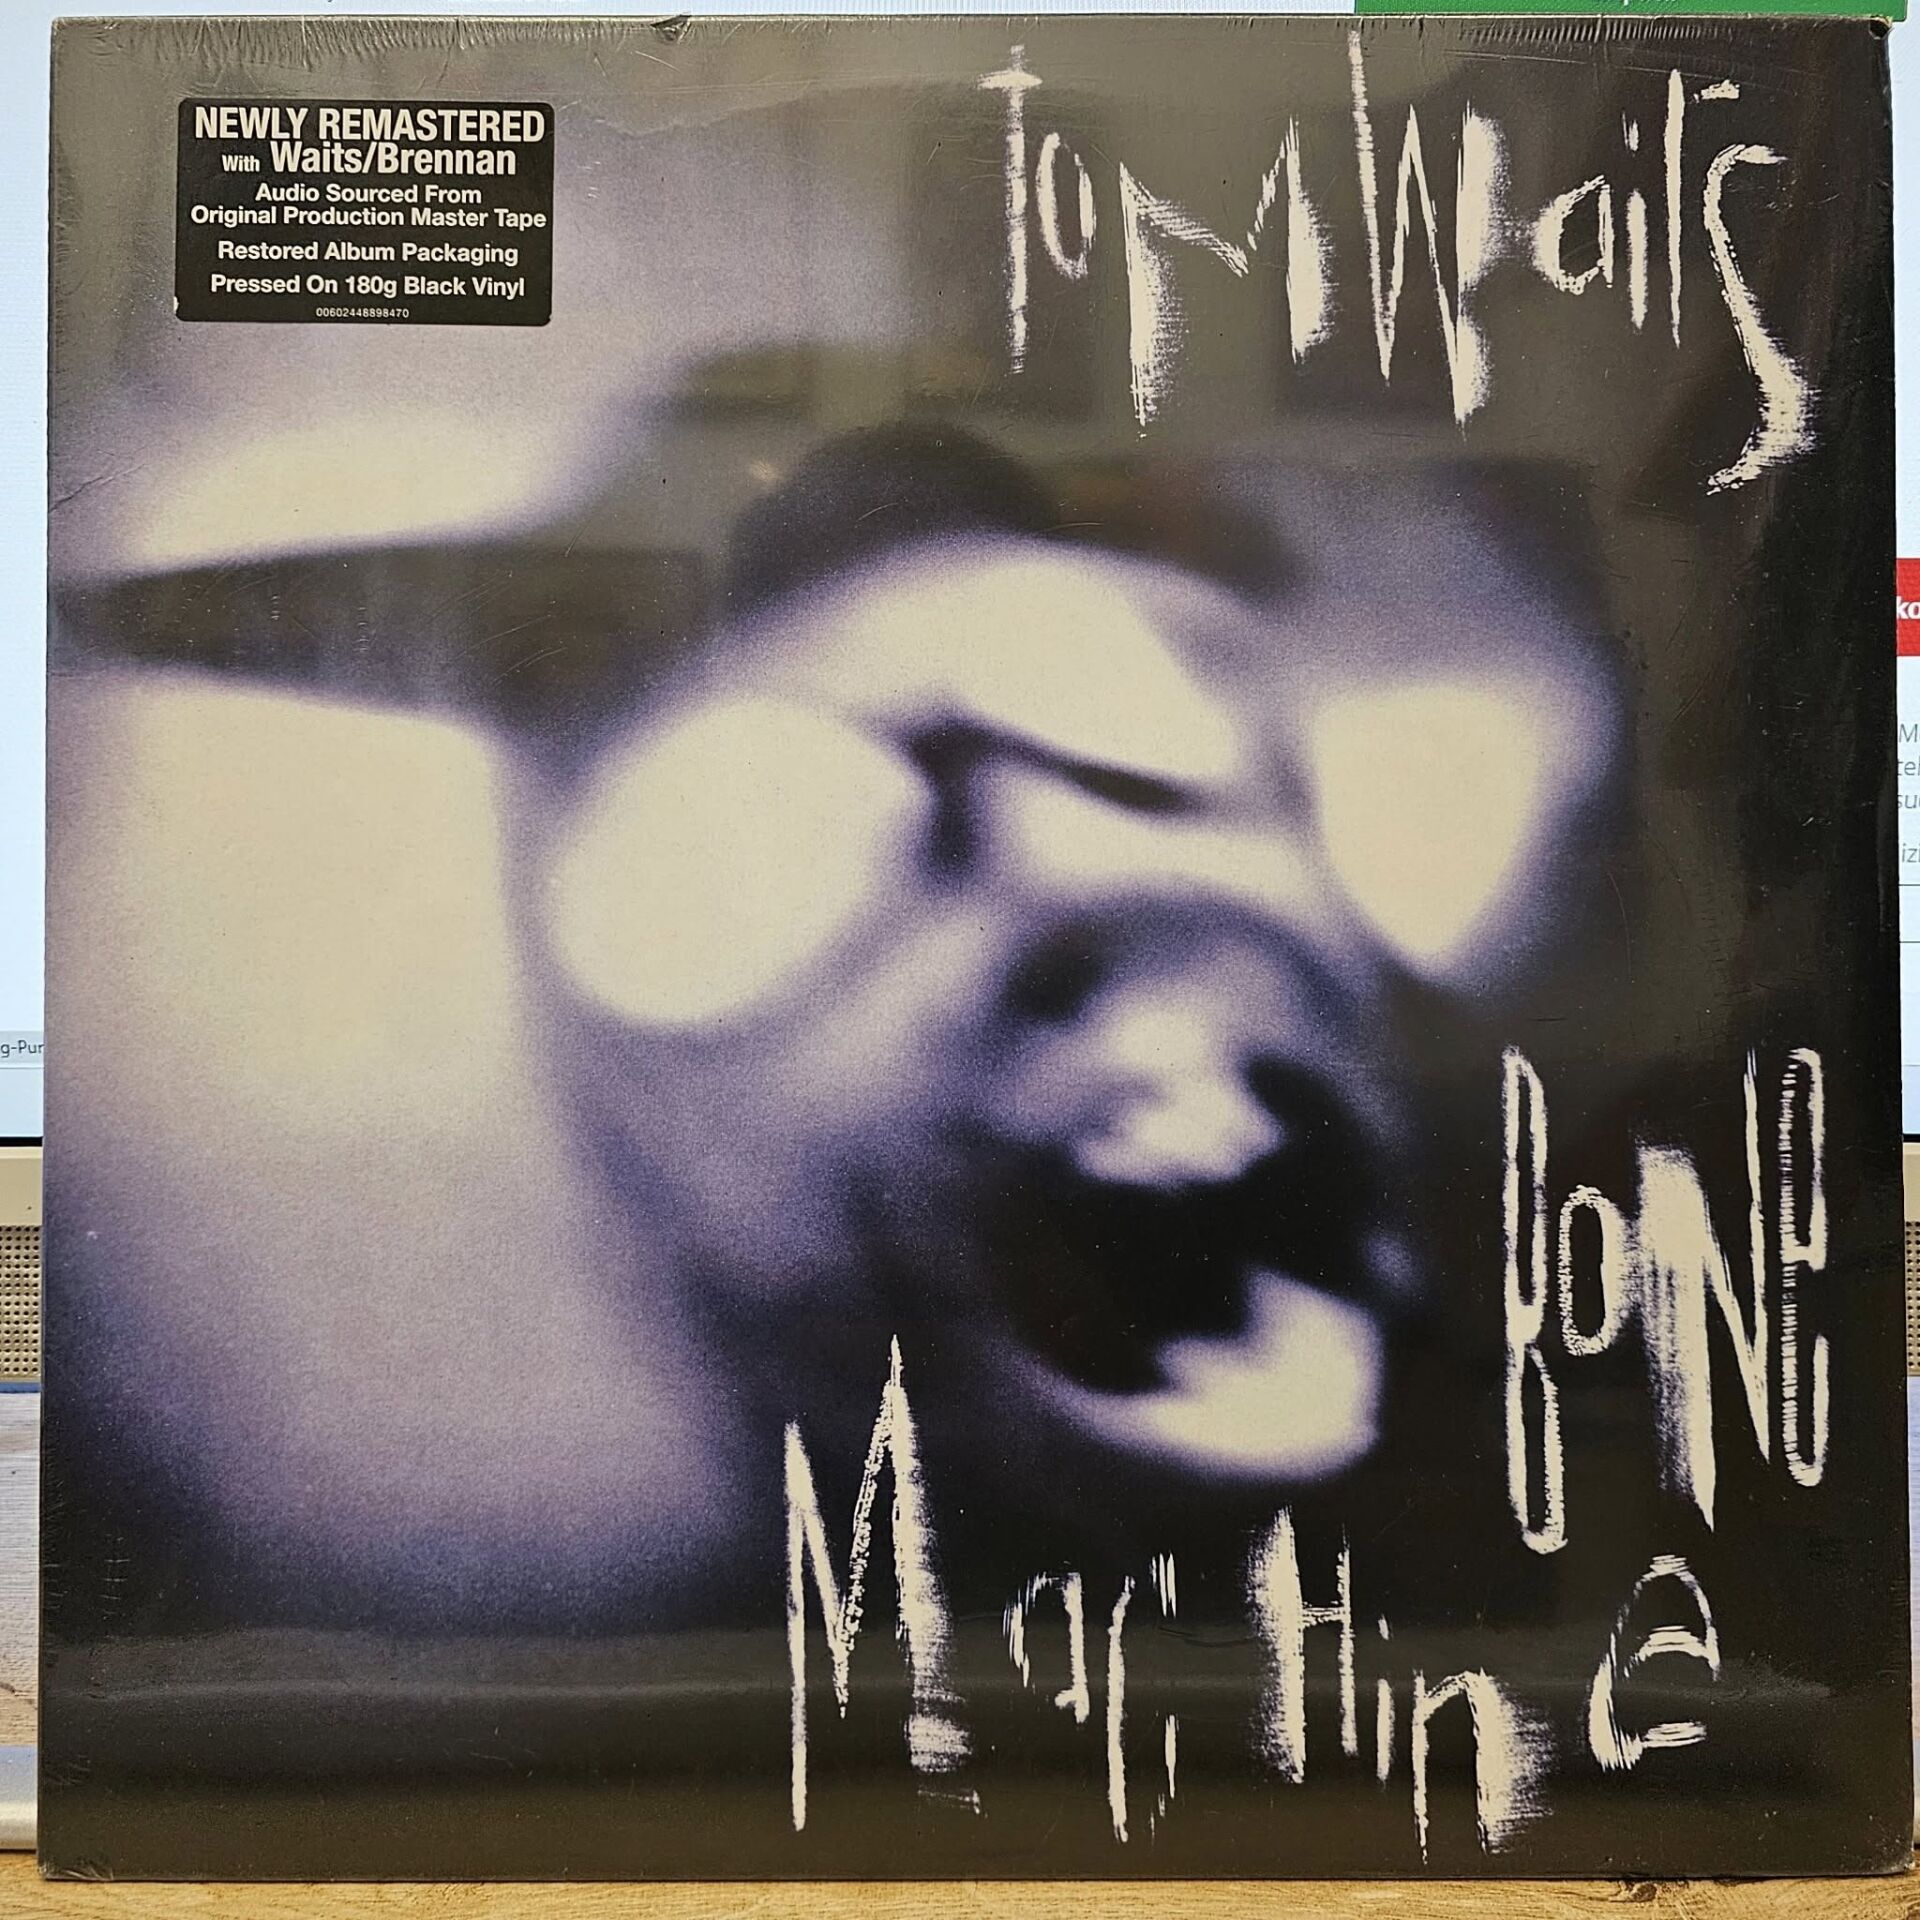 NEWLY REMASTERED
With Waits/Brennan
Audio Sourced From
Original Production Master Tape
Restored Album Packaging
Pressed On 180g Black Vinyl
00602448898470
Tom Waits
BONE
MacHine
g-Pur